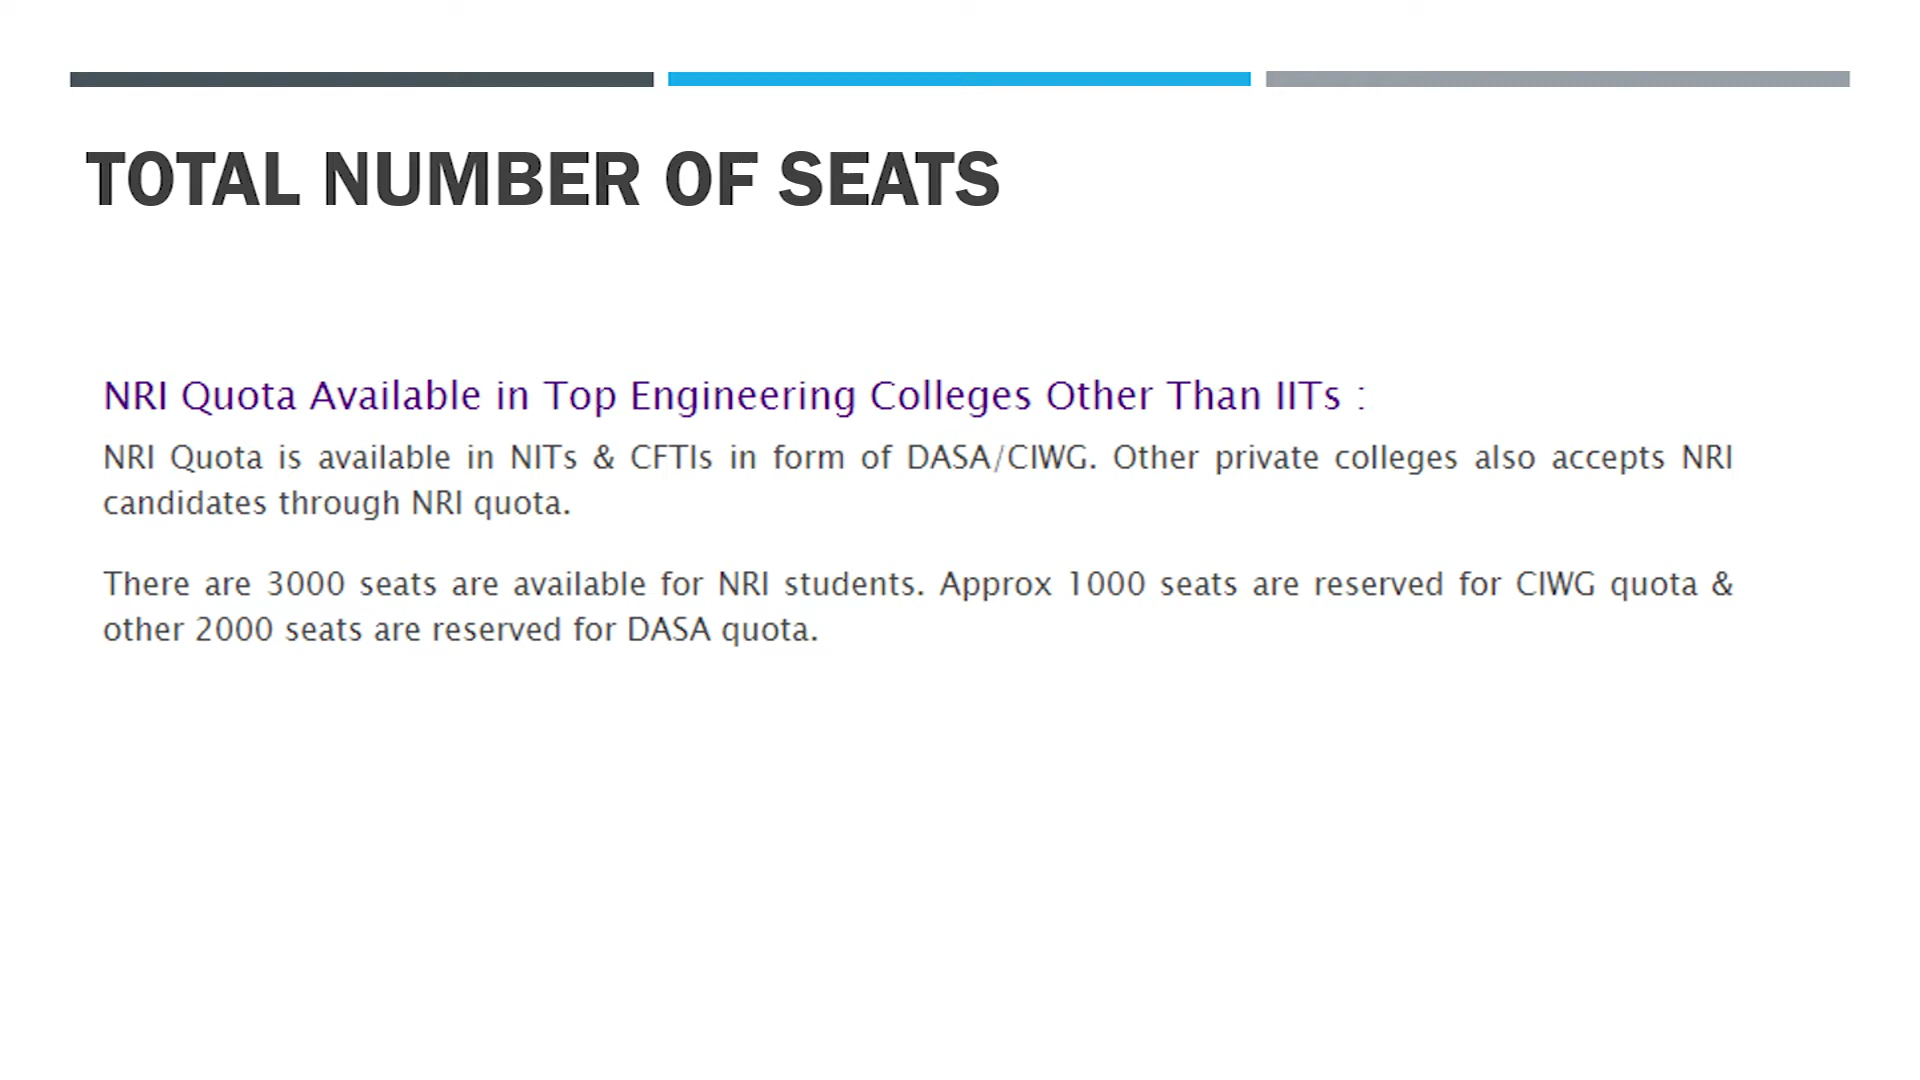 TOTAL NUMBER OF SEATS
NRI Quota Available in Top Engineering Colleges Other Than IITs :
NRI Quota is available in NITs & CFTIs in form of DASA/CIWG. Other private colleges also accepts NRI
candidates through NRI quota.
There are 3000 seats are available for NRI students. Approx 1000 seats are reserved for CIWG quota &
other 2000 seats are reserved for DASA quota.